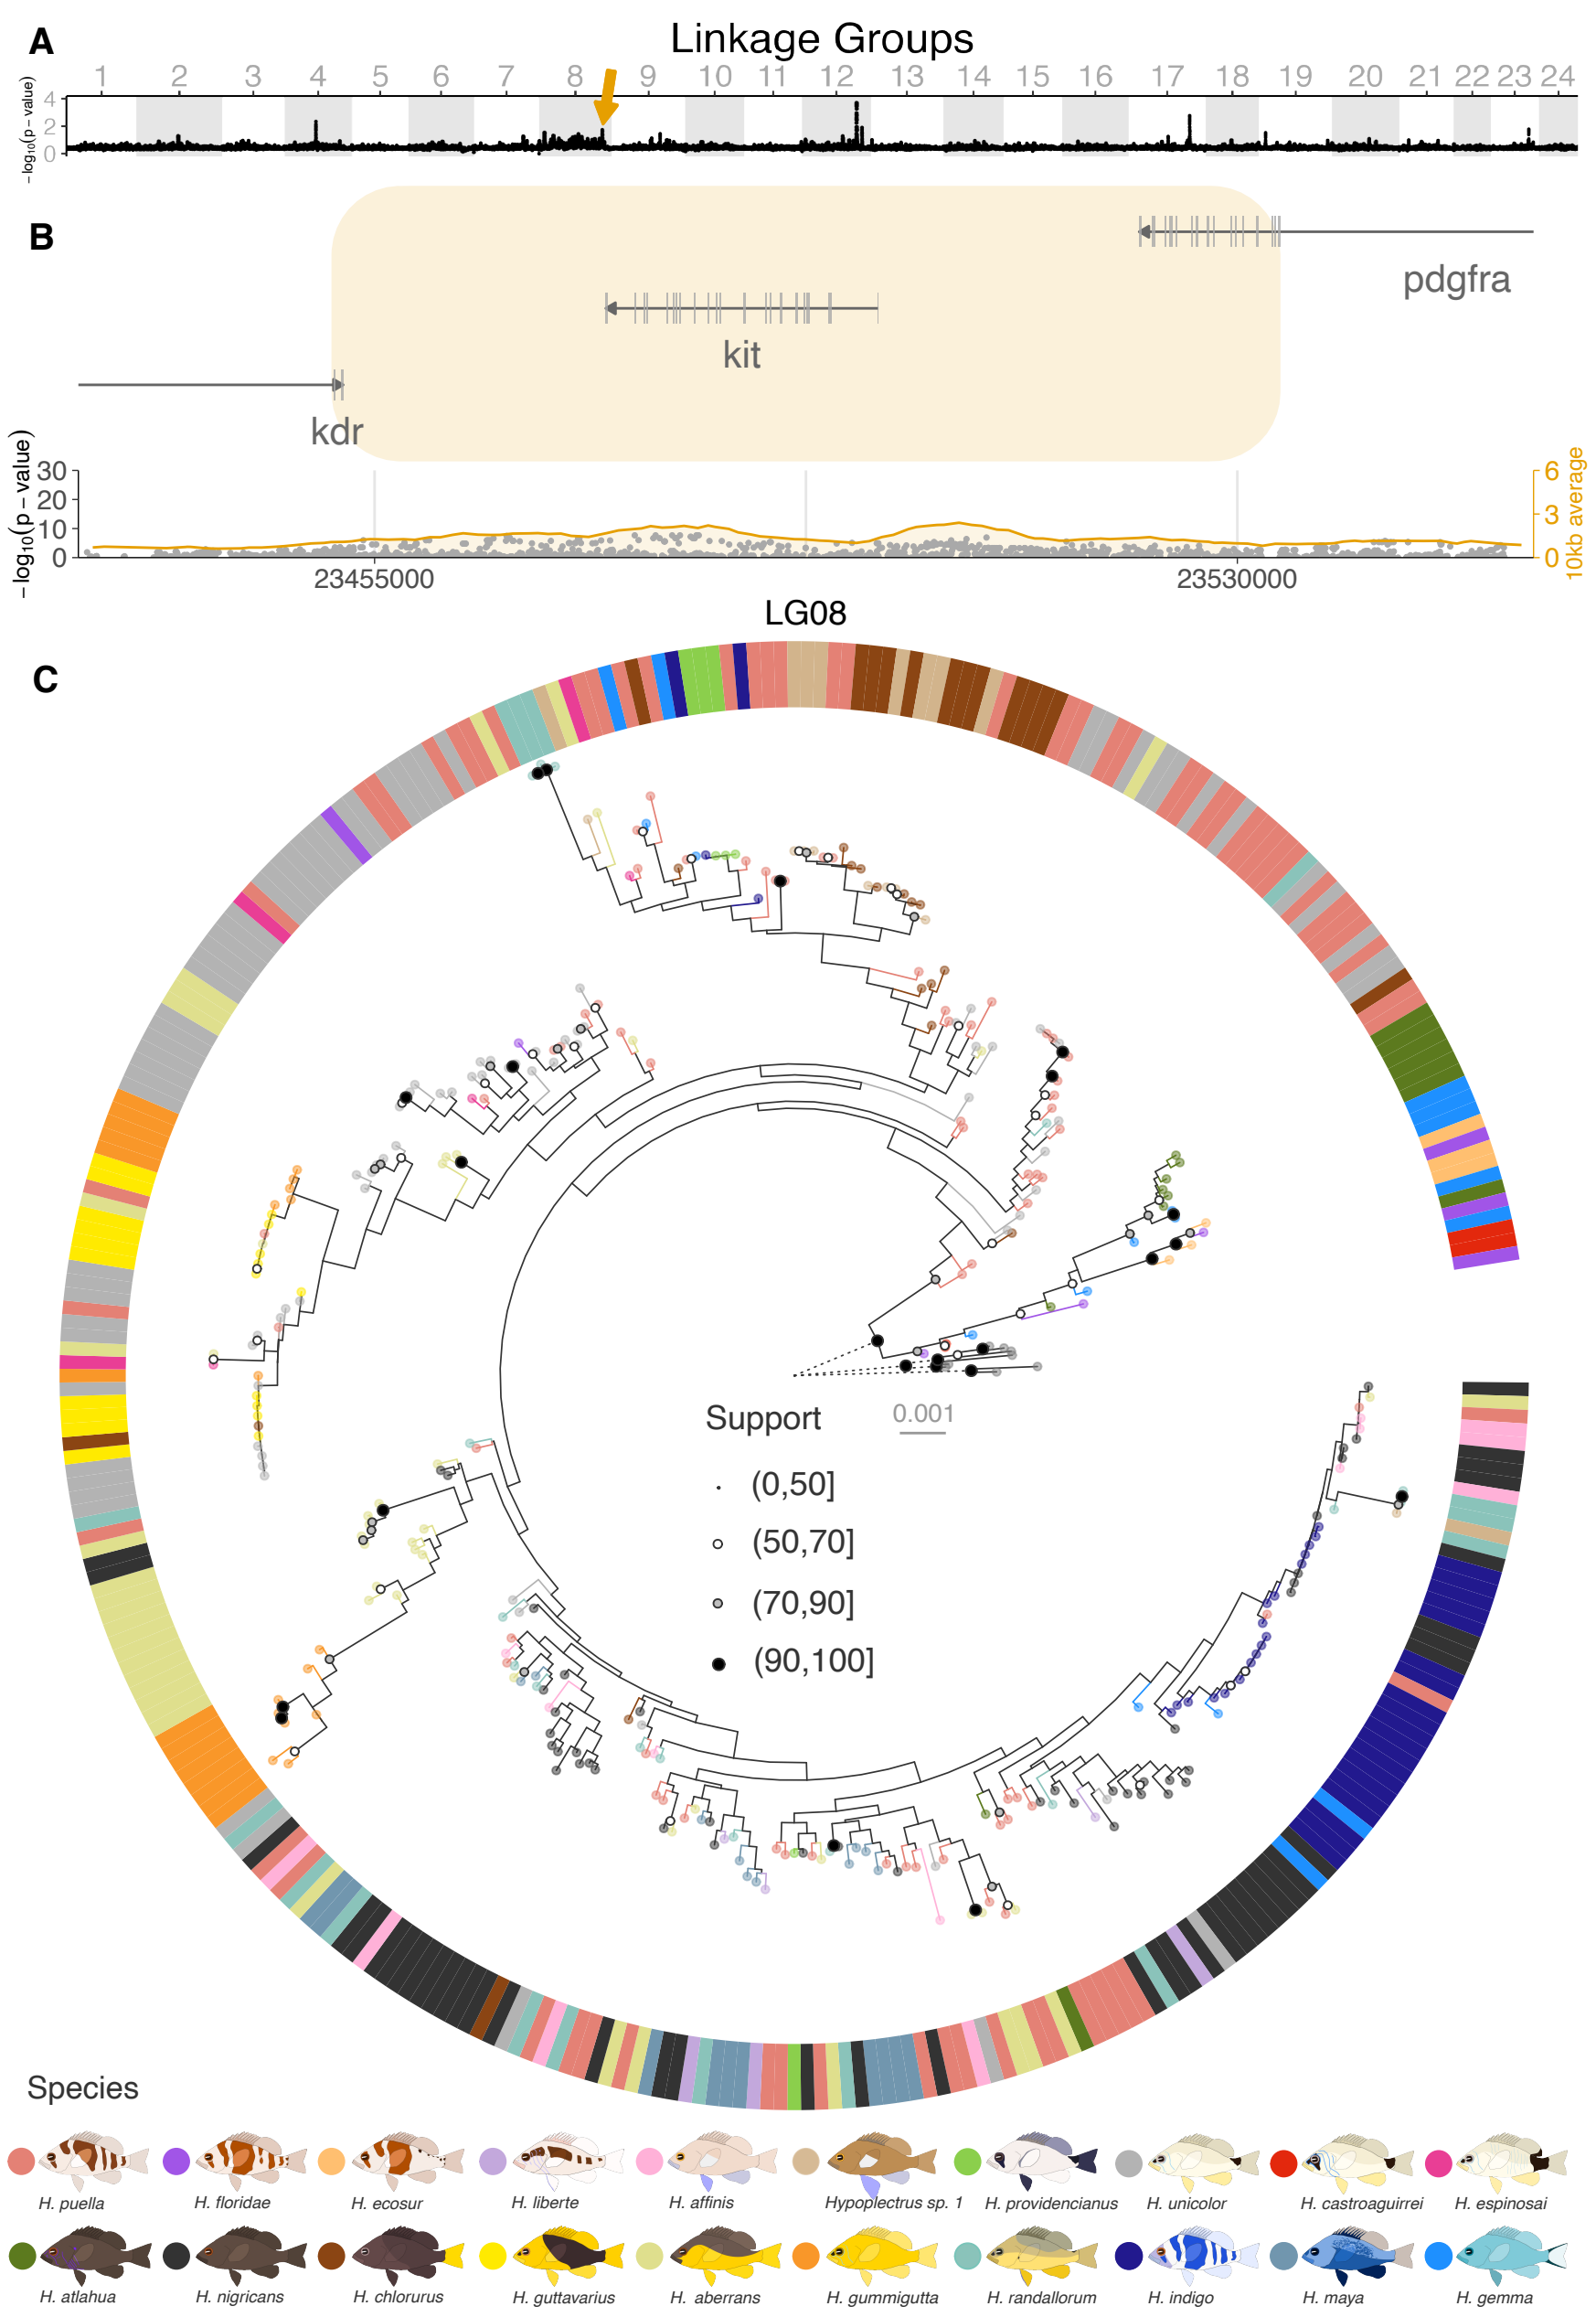 A
Linkage Groups
1 2 3 4 5 6 7 8 9 10 11 12 13 14 15 16 17 18 19 20 21 22 23 24
−log10(p − value)
4
2
0
B
pdgfra
kit
kdr
−log10(p − value)
30
20
10
0
6
3
0
10kb average
23455000 23530000
LG08
C
Support 0.001
(0,50]
(50,70]
(70,90]
(90,100]
Species
H. puella H. floridae H. ecosur H. liberte H. affinis Hypoplectrus sp. 1 H. providencianus H. unicolor H. castroaguirrei H. espinosai
H. atlahua H. nigricans H. chlorurus H. guttavarius H. aberrans H. gummigutta H. randallorum H. indigo H. maya H. gemma